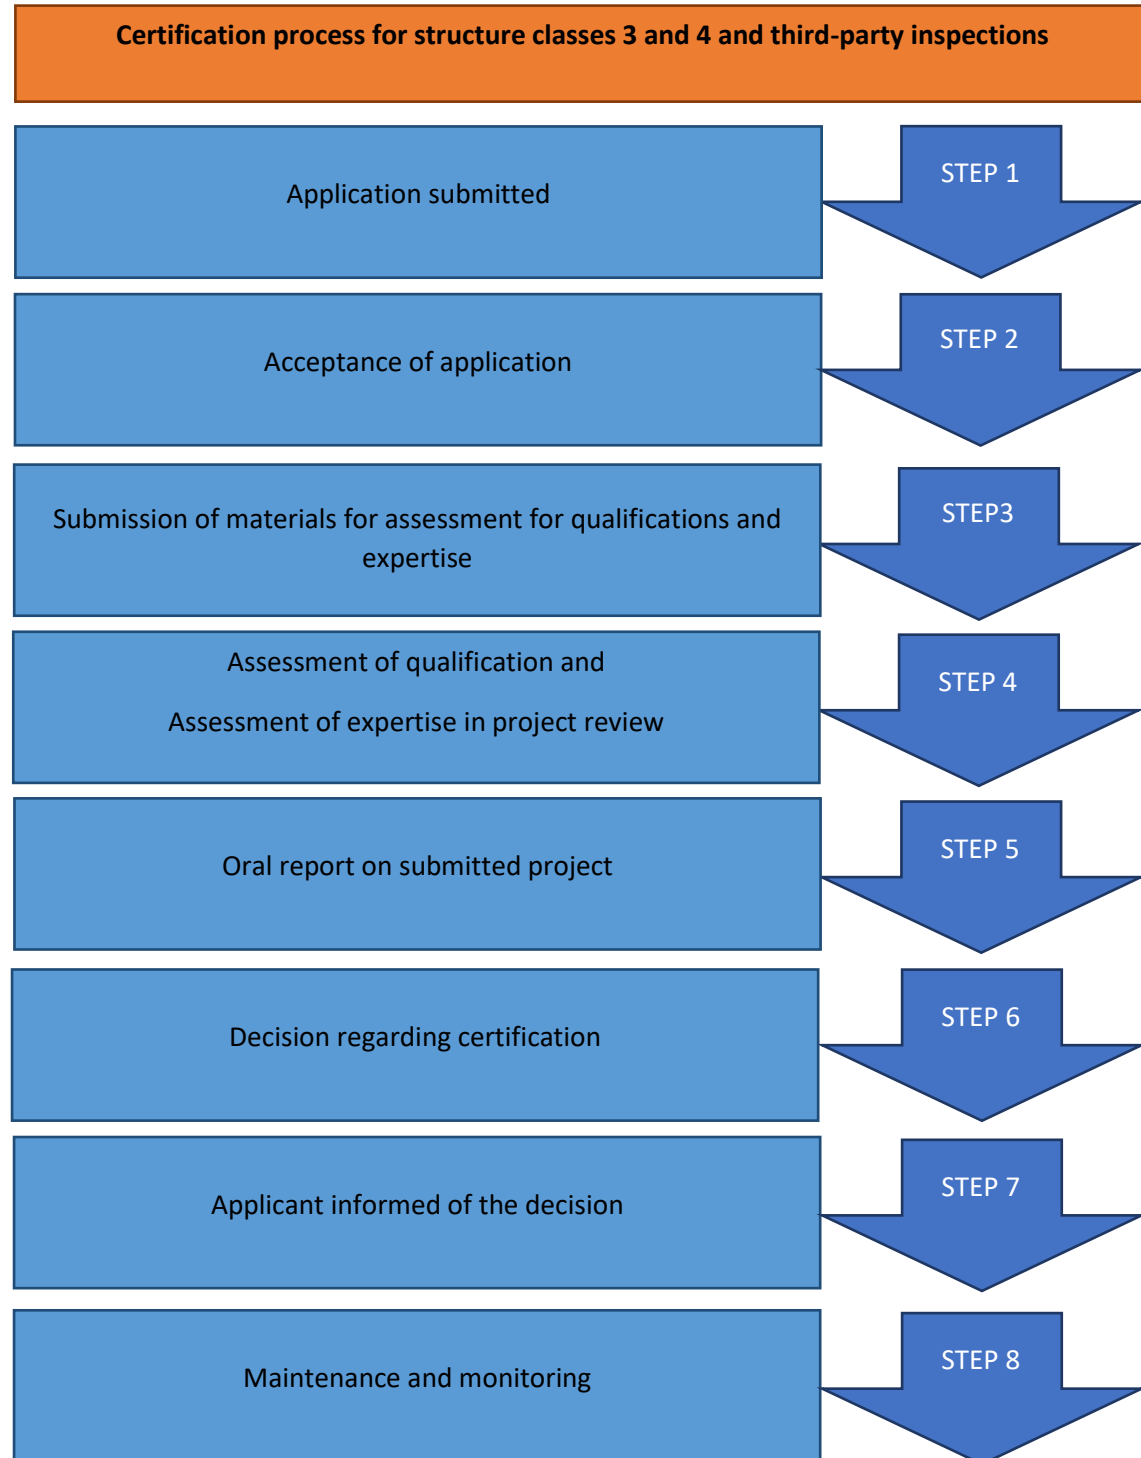 Certification process for structure classes 3 and 4 and third-party inspections
Application submitted
STEP 1
Acceptance of application
STEP 2
Submission of materials for assessment for qualifications and
expertise
STEP3
Assessment of qualification and
Assessment of expertise in project review
STEP 4
Oral report on submitted project
STEP 5
Decision regarding certification
STEP 6
Applicant informed of the decision
STEP 7
Maintenance and monitoring
STEP 8